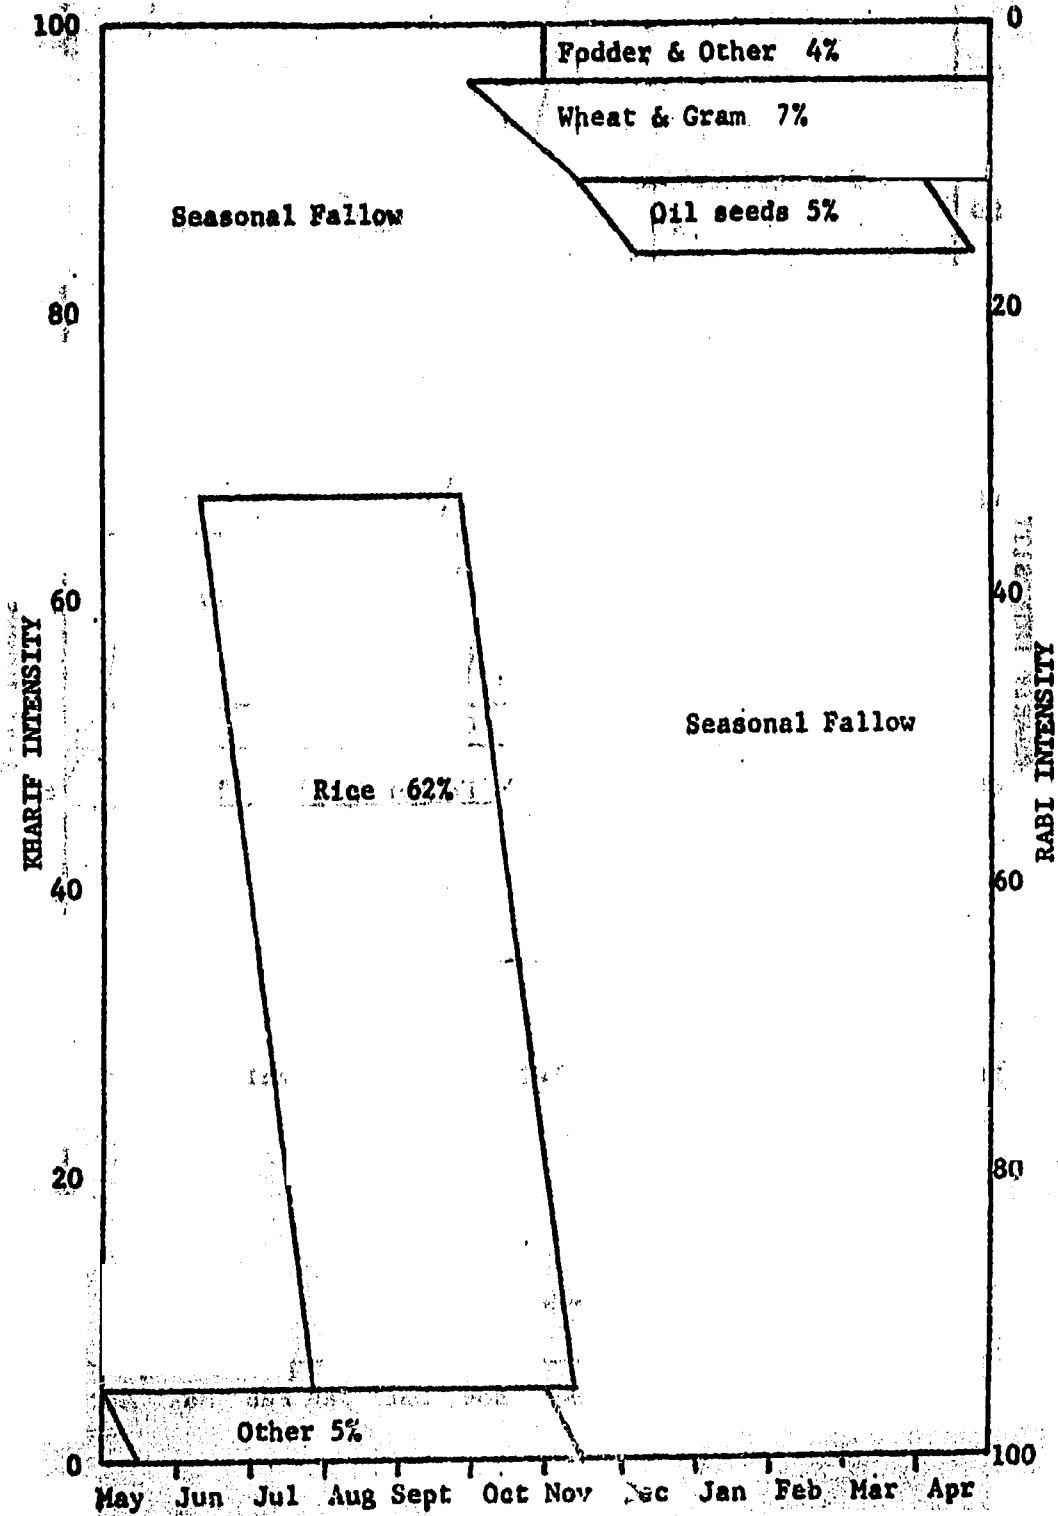 100
0
Fodder & Other 4%
Wheat & Gram 7%
Seasonal Fallow
Oil seeds 5%
80
20
60
40
KHARIF INTENSITY
RABI INTENSITY
Seasonal Fallow
Rice 62%
40
60
20
80
Other 5%
0
100
May Jun Jul Aug Sept Oct Nov Jan Feb Mar Apr